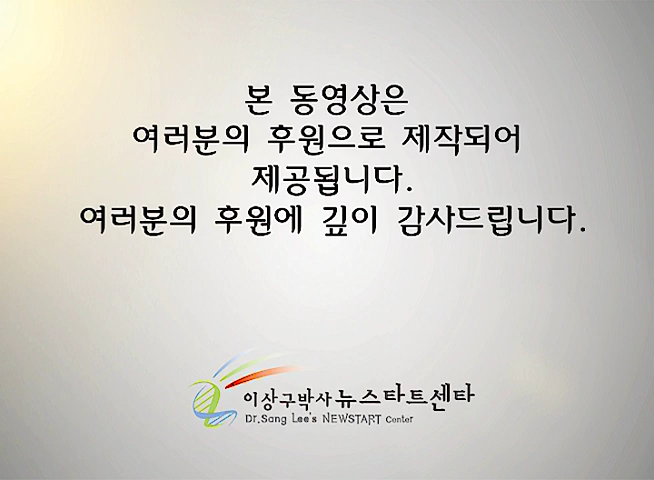 본 동영상은
여러분의 후원으로 제작되어
제공됩니다.
여러분의 후원에 깊이 감사드립니다.
이상구박사 뉴스타트센타
Dr.Sang Lee's NEWSTART Center